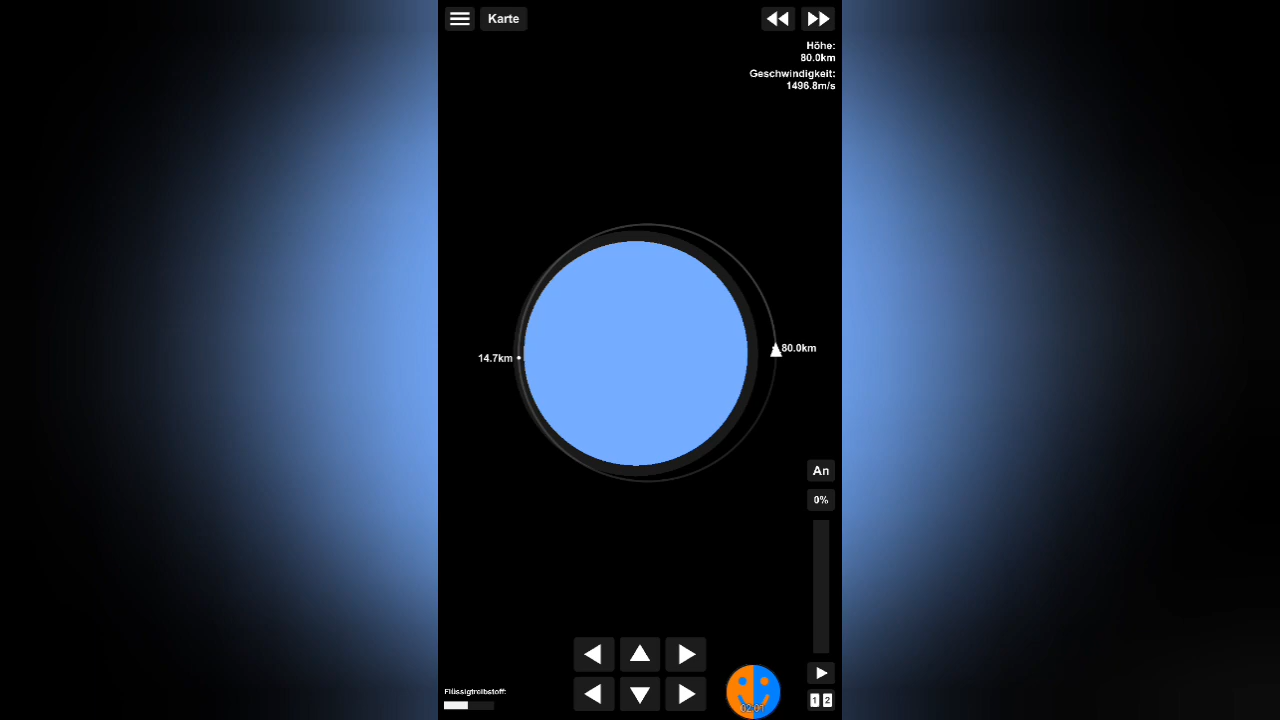 Karte
Höhe:
80.0km
Geschwindigkeit:
1496.8m/s
80.0km
14.7km
An
0%
Flüssigtreibstoff:
1 2